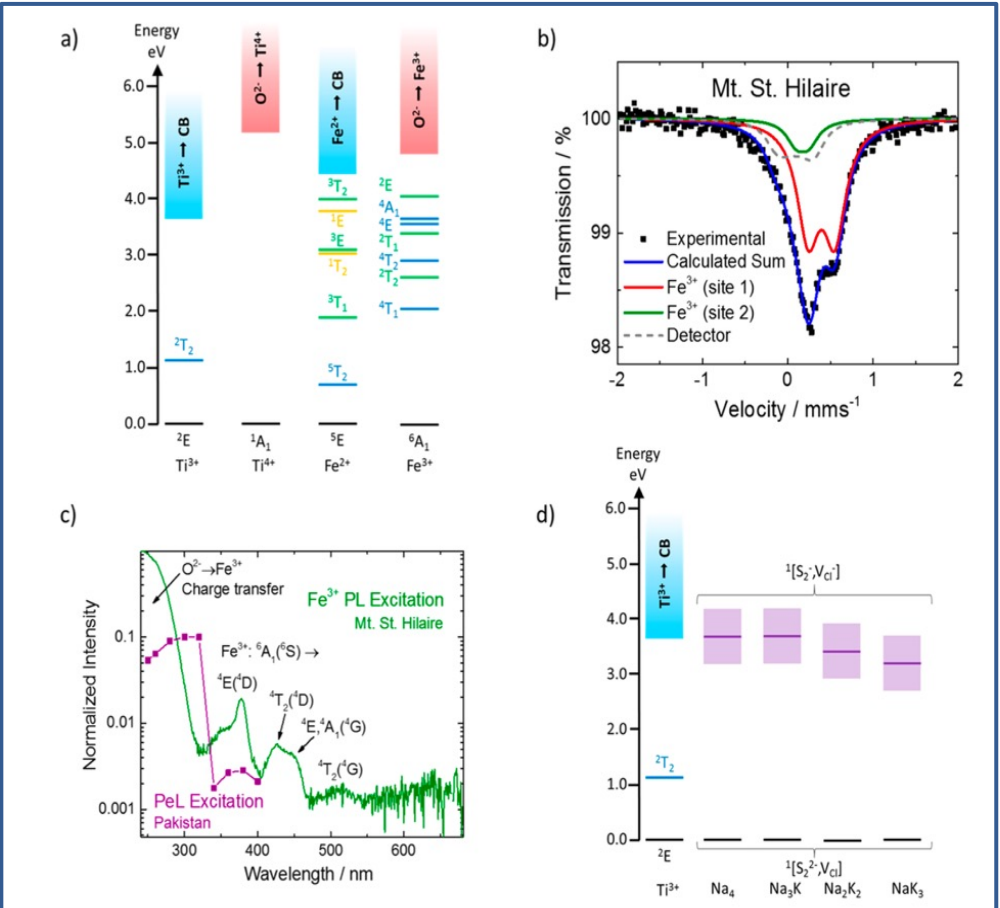 a)
Energy
eV
6.0
5.0
4.0
3.0
2.0
1.0
0.0
Ti³⁺ → CB
O²⁻ → Ti⁴⁺
Fe²⁺ → CB
O²⁻ → Fe³⁺
²T₂
³T₂
¹E
³E
¹T₂
³T₁
⁵T₂
²E
⁴A₁
⁴E
²T₁
⁴T₂
²T₂
⁴T₁
²E ¹A₁ ⁵E ⁶A₁
Ti³⁺ Ti⁴⁺ Fe²⁺ Fe³⁺
b)
Mt. St. Hilaire
Transmission / %
100
99
98
Experimental
Calculated Sum
Fe³⁺ (site 1)
Fe³⁺ (site 2)
Detector
-2 -1 0 1 2
Velocity / mms⁻¹
c)
Normalized Intensity
0.1
0.01
0.001
O²⁻→Fe³⁺
Charge transfer
Fe³⁺ PL Excitation
Mt. St. Hilaire
Fe³⁺: ⁶A₁(⁶S) →
⁴E(⁴D)
⁴T₂(⁴D)
⁴E,⁴A₁(⁴G)
⁴T₂(⁴G)
PeL Excitation
Pakistan
300 400 500 600
Wavelength / nm
d)
Energy
eV
6.0
5.0
4.0
3.0
2.0
1.0
0.0
Ti³⁺ → CB
¹[S₂⁻,V_Cl⁻]
²T₂
²E
¹[S₂²⁻,V_Cl]
Ti³⁺ Na₄ Na₃K Na₂K₂ NaK₃